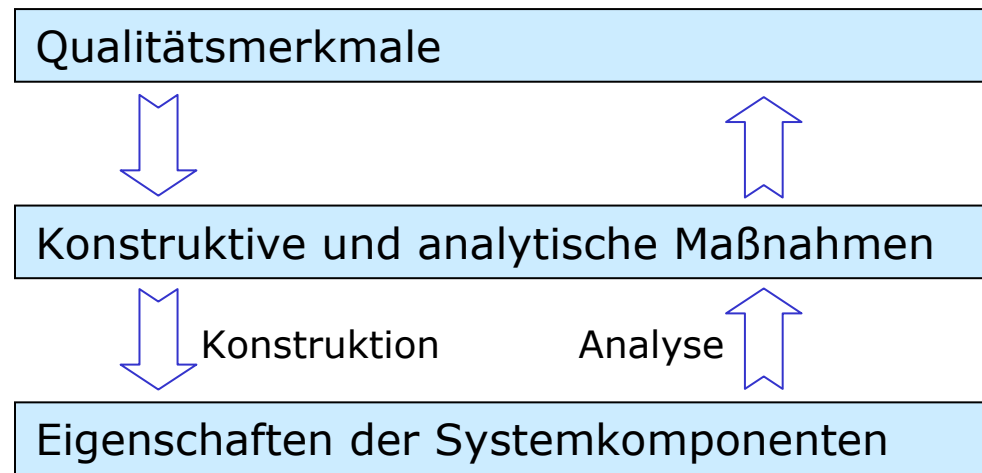 Qualitätsmerkmale
Konstruktive und analytische Maßnahmen
Konstruktion Analyse
Eigenschaften der Systemkomponenten